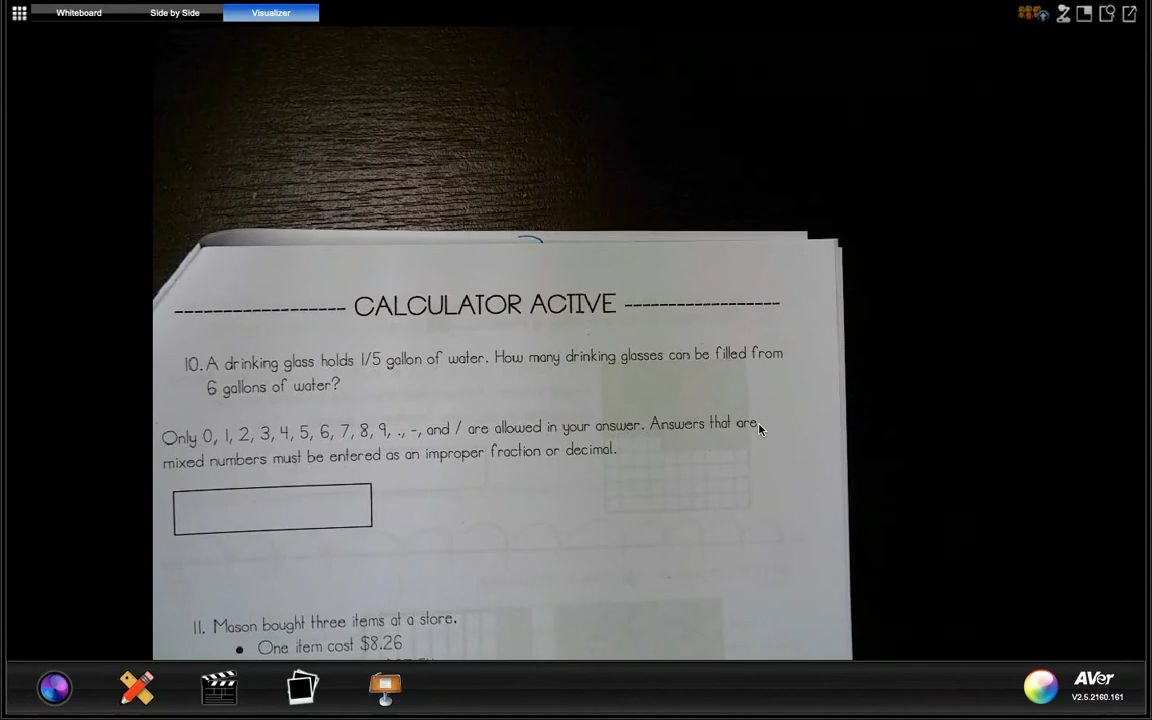 Whiteboard
Side by Side
Visualizer
------------------ CALCULATOR ACTIVE ------------------
10. A drinking glass holds 1/5 gallon of water. How many drinking glasses can be filled from
6 gallons of water?
Only 0, 1, 2, 3, 4, 5, 6, 7, 8, 9, ., -, and / are allowed in your answer. Answers that are
mixed numbers must be entered as an improper fraction or decimal.
11. Mason bought three items at a store.
• One item cost $8.26
AVer
V2.5.2160.161